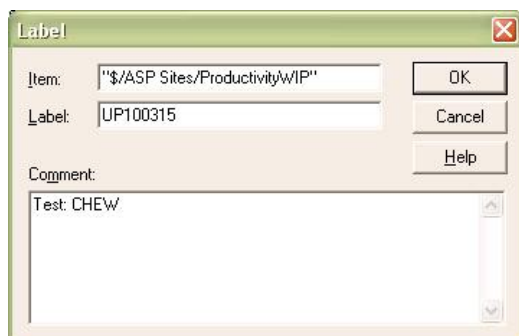 Label
Item: "$/ASP Sites/ProductivityWIP" OK
Label: UP100315 Cancel
Help
Comment:
Test: CHEW